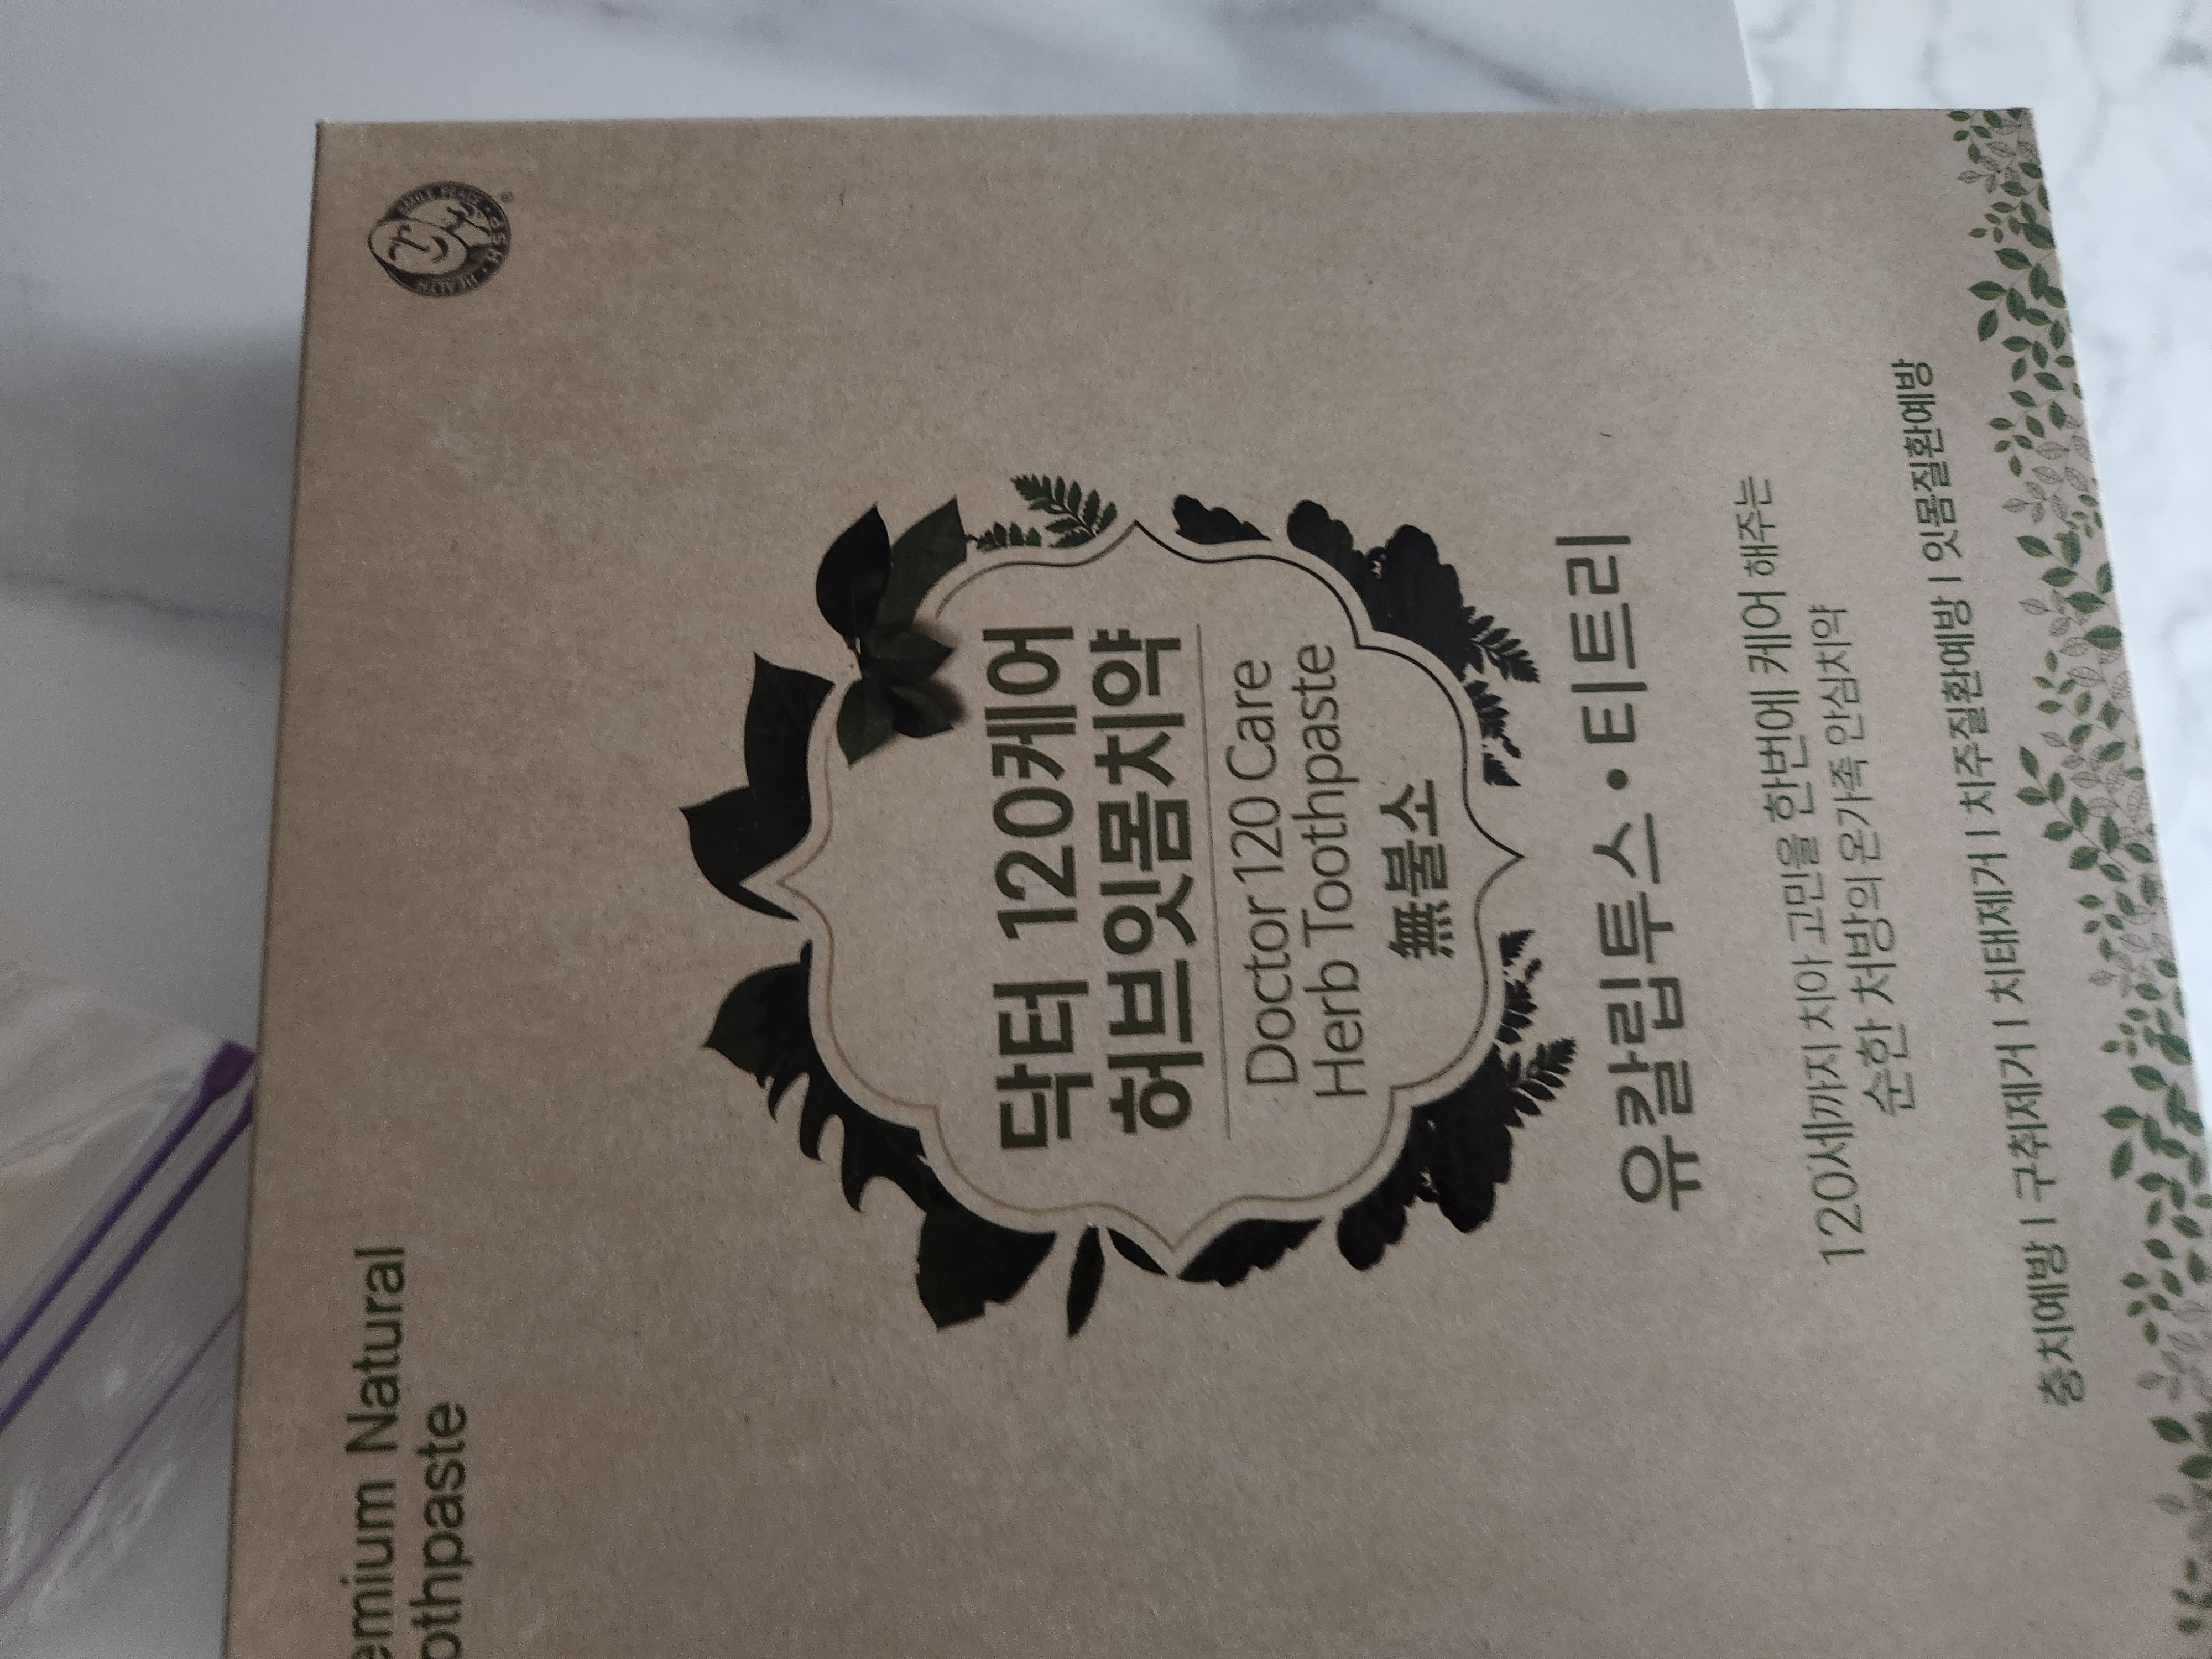 emium Natural
othpaste
SMILE PEACE • HSP • HEALTH
닥터 120케어
허브잇몸치약
Doctor 120 Care
Herb Toothpaste
無불소
유칼립투스 • 티트리
120세까지 치아 고민을 한번에 케어 해주는
순한 처방의 온가족 안심치약
충치예방 | 구취제거 | 치태제거 | 치주질환예방 | 잇몸질환예방